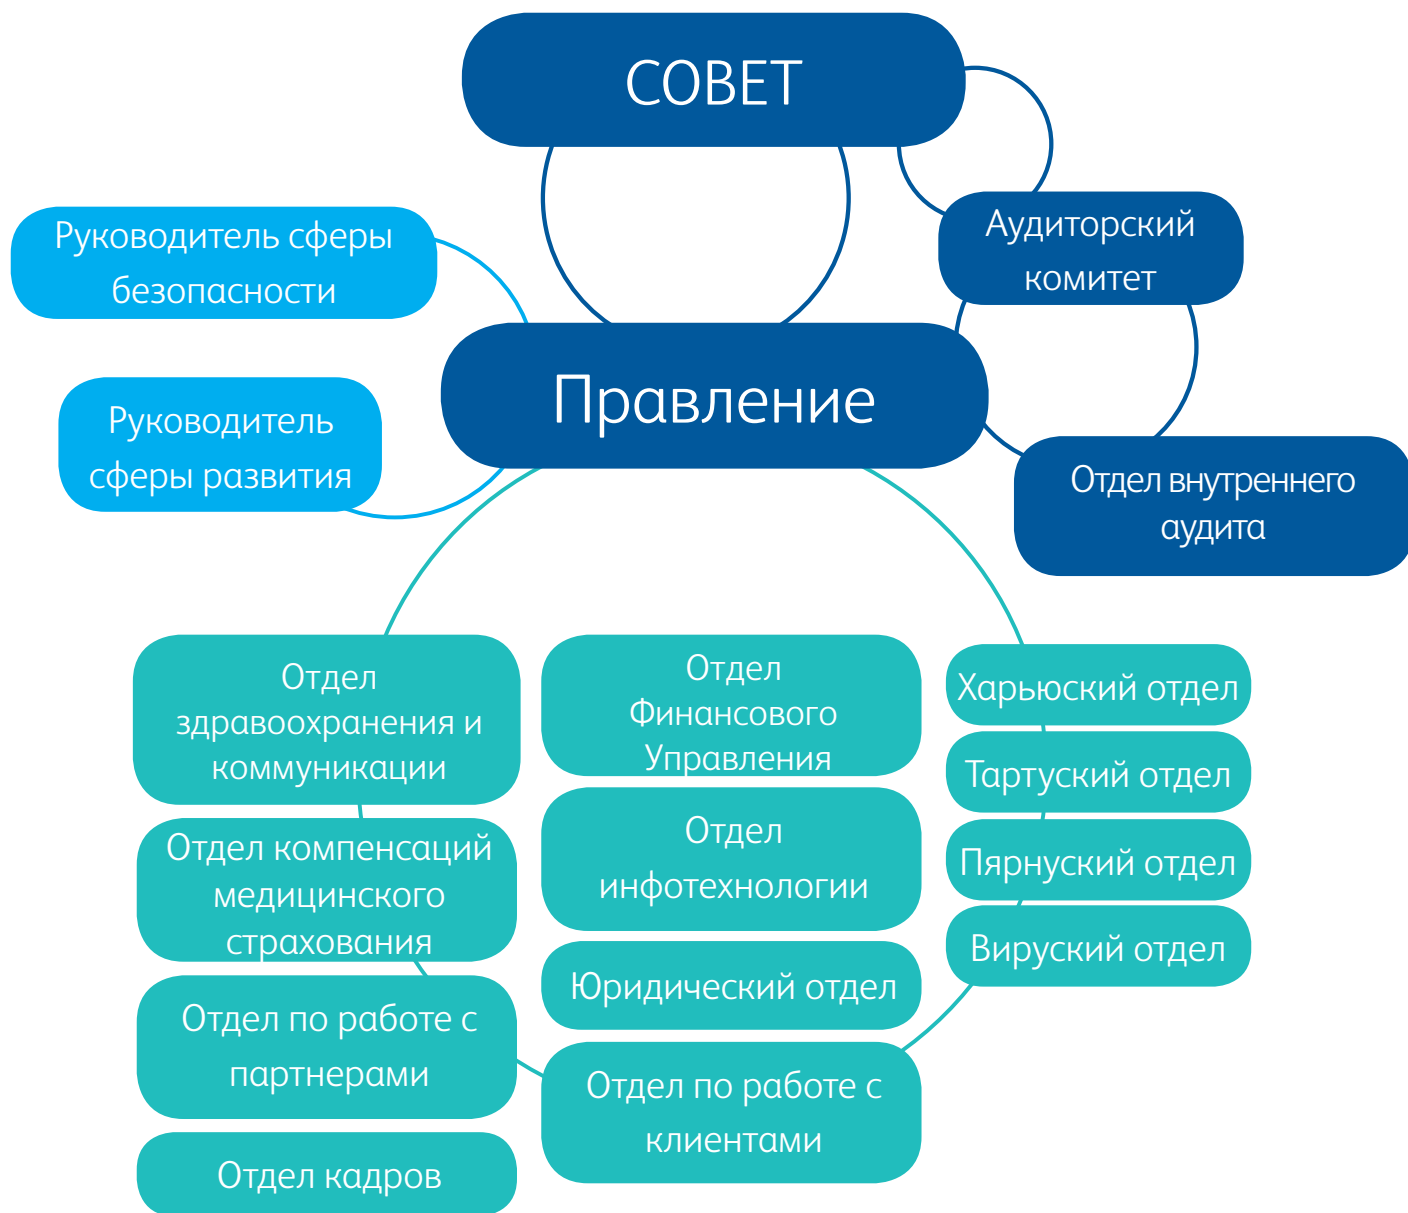 СОВЕТ
Аудиторский
комитет
Руководитель сферы
безопасности
Правление
Руководитель
сферы развития
Отдел внутреннего
аудита
Отдел
здравоохранения и
коммуникации
Отдел компенсаций
медицинского
страхования
Отдел по работе с
партнерами
Отдел кадров
Отдел
Финансового
Управления
Отдел
инфотехнологии
Юридический отдел
Отдел по работе с
клиентами
Харьюский отдел
Тартуский отдел
Пярнуский отдел
Вируский отдел